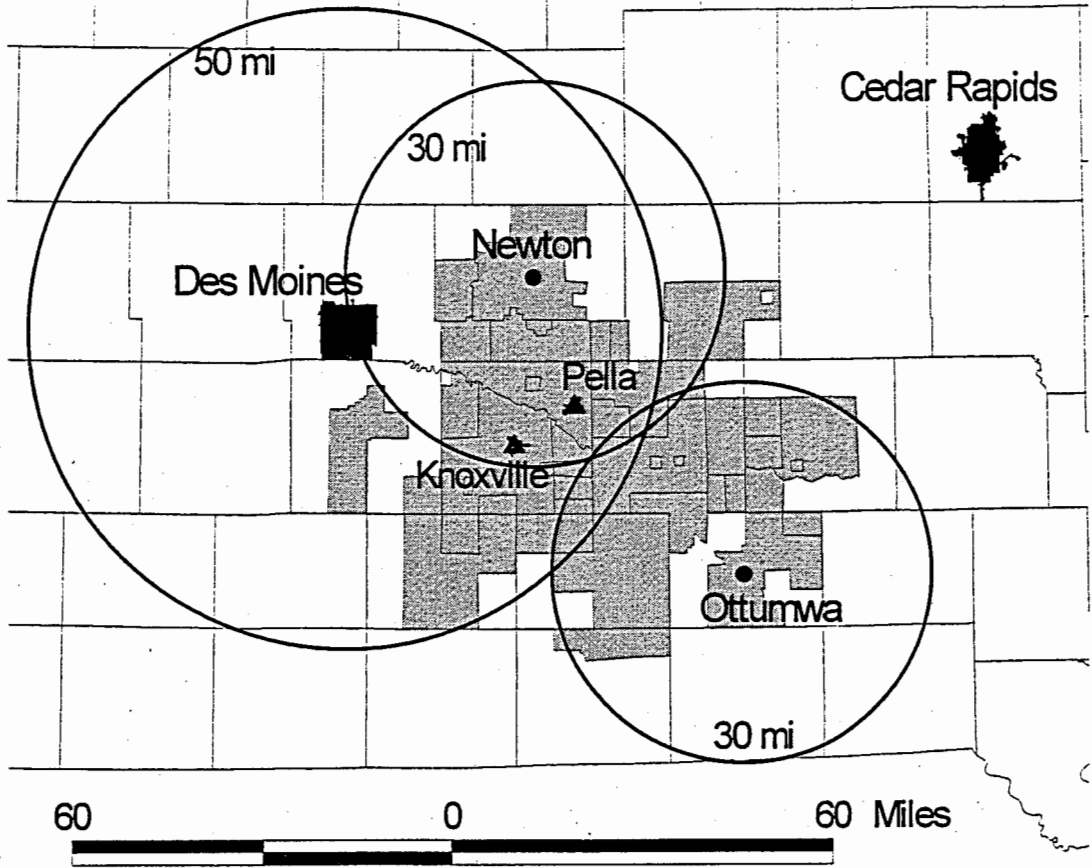 50 mi
Cedar Rapids
30 mi
Newton
Des Moines
Pella
Knoxville
Ottumwa
30 mi
60 0 60 Miles